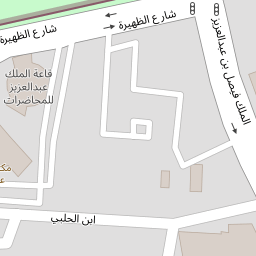 شارع الظهيرة
شارع الظهيرة
قاعة الملك
عبدالعزيز
للمحاضرات
الملك فيصل بن عبدالعزيز
ابن الحلبي